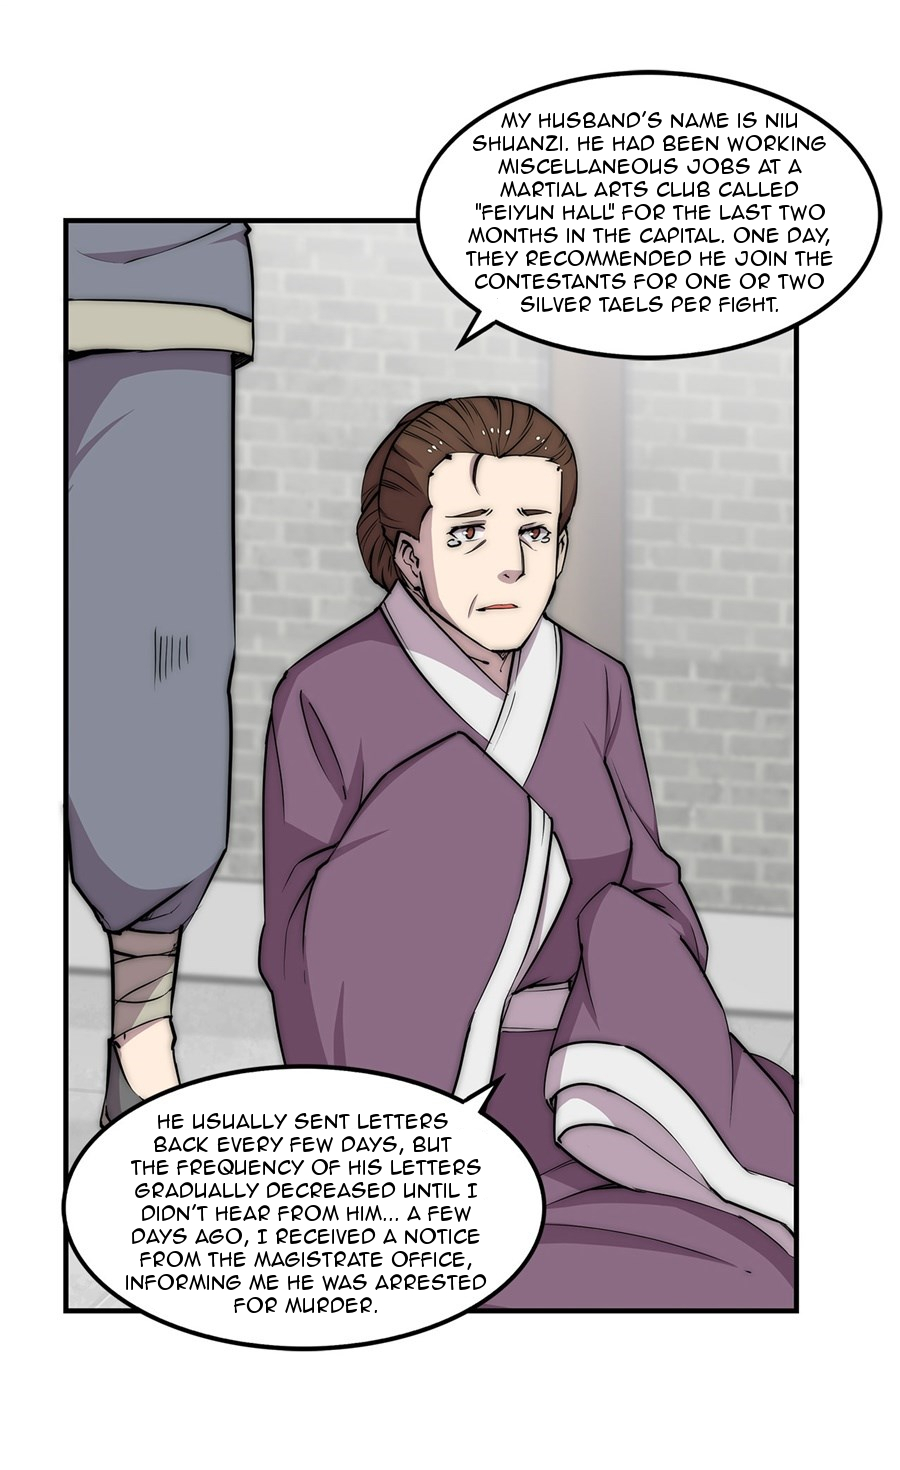 MY HUSBAND'S NAME IS NIU
SHUANZI. HE HAD BEEN WORKING
MISCELLANEOUS JOBS AT A
MARTIAL ARTS CLUB CALLED
"FEIYUN HALL" FOR THE LAST TWO
MONTHS IN THE CAPITAL. ONE DAY,
THEY RECOMMENDED HE JOIN THE
CONTESTANTS FOR ONE OR TWO
SILVER TAELS PER FIGHT.
HE USUALLY SENT LETTERS
BACK EVERY FEW DAYS, BUT
THE FREQUENCY OF HIS LETTERS
GRADUALLY DECREASED UNTIL I
DIDN'T HEAR FROM HIM... A FEW
DAYS AGO, I RECEIVED A NOTICE
FROM THE MAGISTRATE OFFICE,
INFORMING ME HE WAS ARRESTED
FOR MURDER.